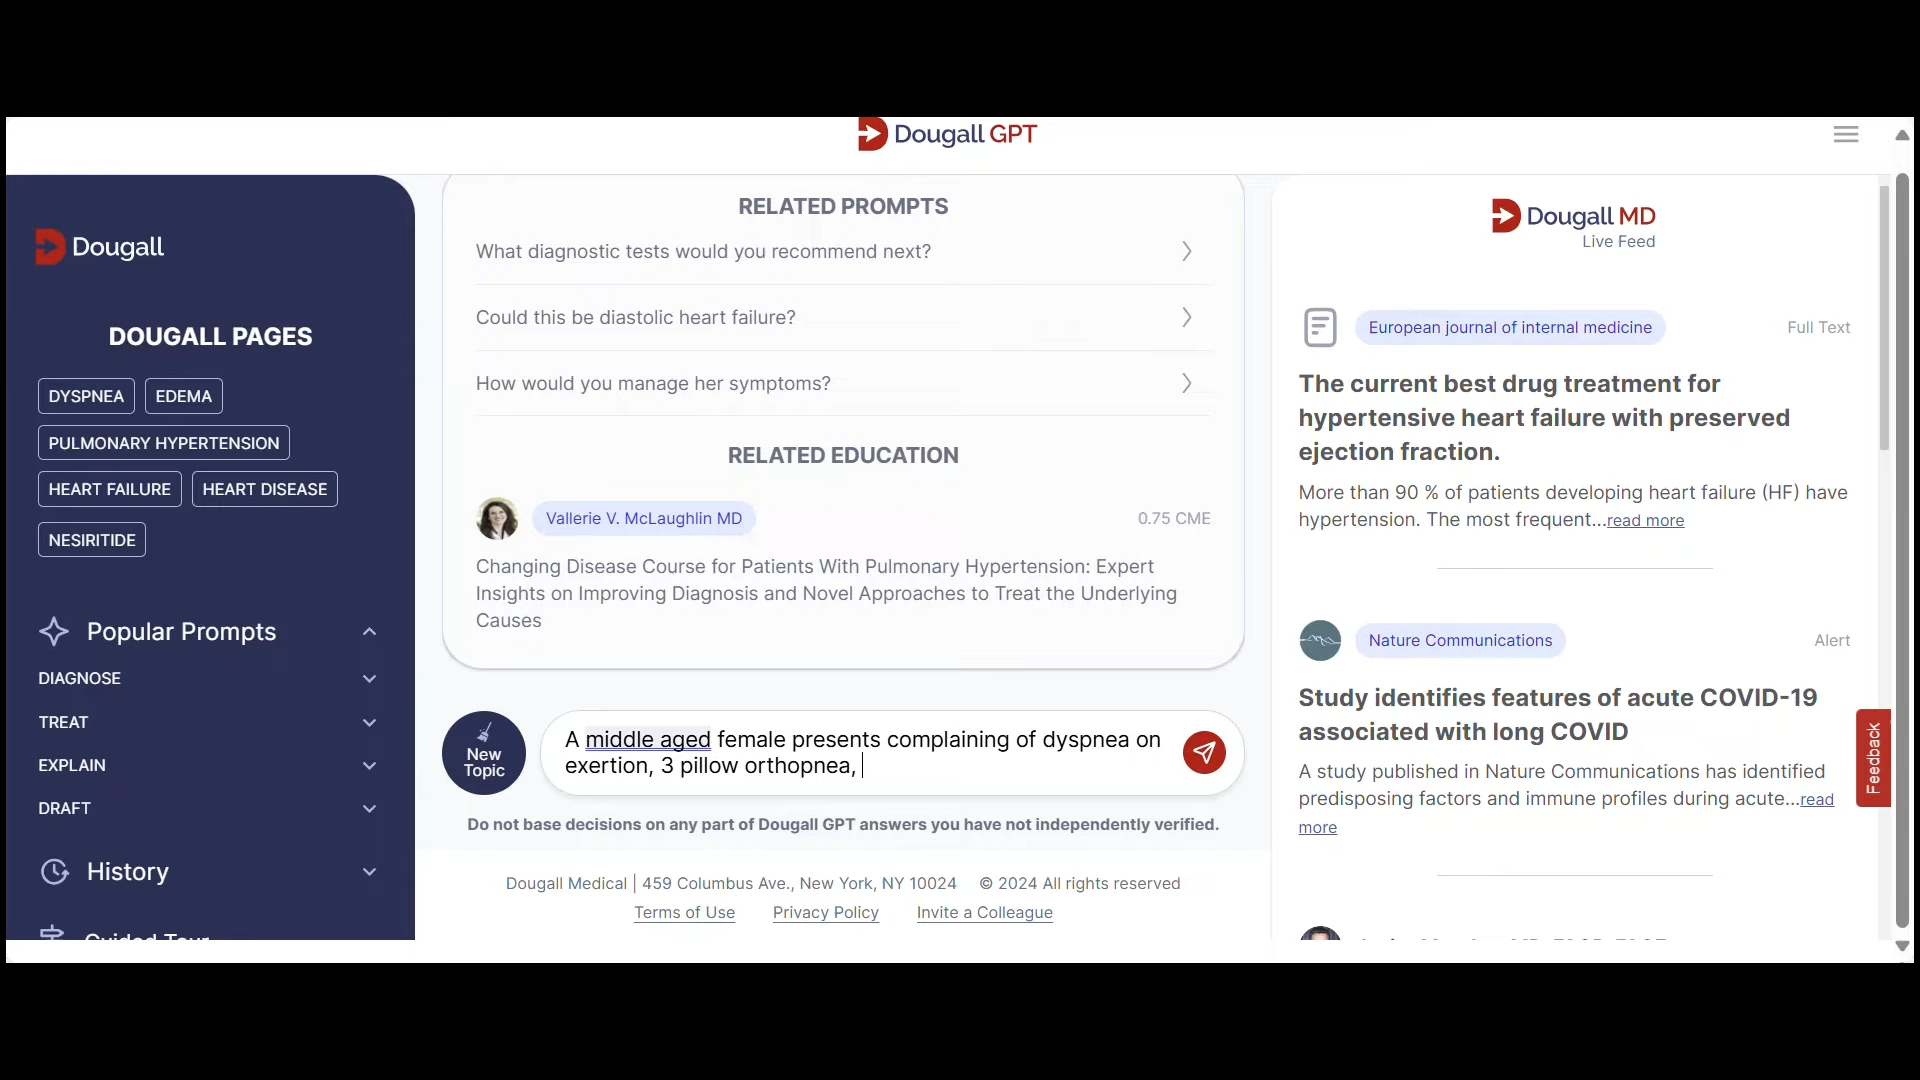 Dougall GPT
Dougall
DOUGALL PAGES
DYSPNEA
EDEMA
PULMONARY HYPERTENSION
HEART FAILURE
HEART DISEASE
NESIRITIDE
Popular Prompts
DIAGNOSE
TREAT
EXPLAIN
DRAFT
History
Guided Tour
RELATED PROMPTS
What diagnostic tests would you recommend next?
Could this be diastolic heart failure?
How would you manage her symptoms?
RELATED EDUCATION
Vallerie V. McLaughlin MD
0.75 CME
Changing Disease Course for Patients With Pulmonary Hypertension: Expert
Insights on Improving Diagnosis and Novel Approaches to Treat the Underlying
Causes
New
Topic
A middle aged female presents complaining of dyspnea on
exertion, 3 pillow orthopnea,
Do not base decisions on any part of Dougall GPT answers you have not independently verified.
Dougall Medical | 459 Columbus Ave., New York, NY 10024 © 2024 All rights reserved
Terms of Use
Privacy Policy
Invite a Colleague
Dougall MD
Live Feed
European journal of internal medicine
Full Text
The current best drug treatment for
hypertensive heart failure with preserved
ejection fraction.
More than 90 % of patients developing heart failure (HF) have
hypertension. The most frequent...read more
Nature Communications
Alert
Study identifies features of acute COVID-19
associated with long COVID
A study published in Nature Communications has identified
predisposing factors and immune profiles during acute...read
more
Feedback